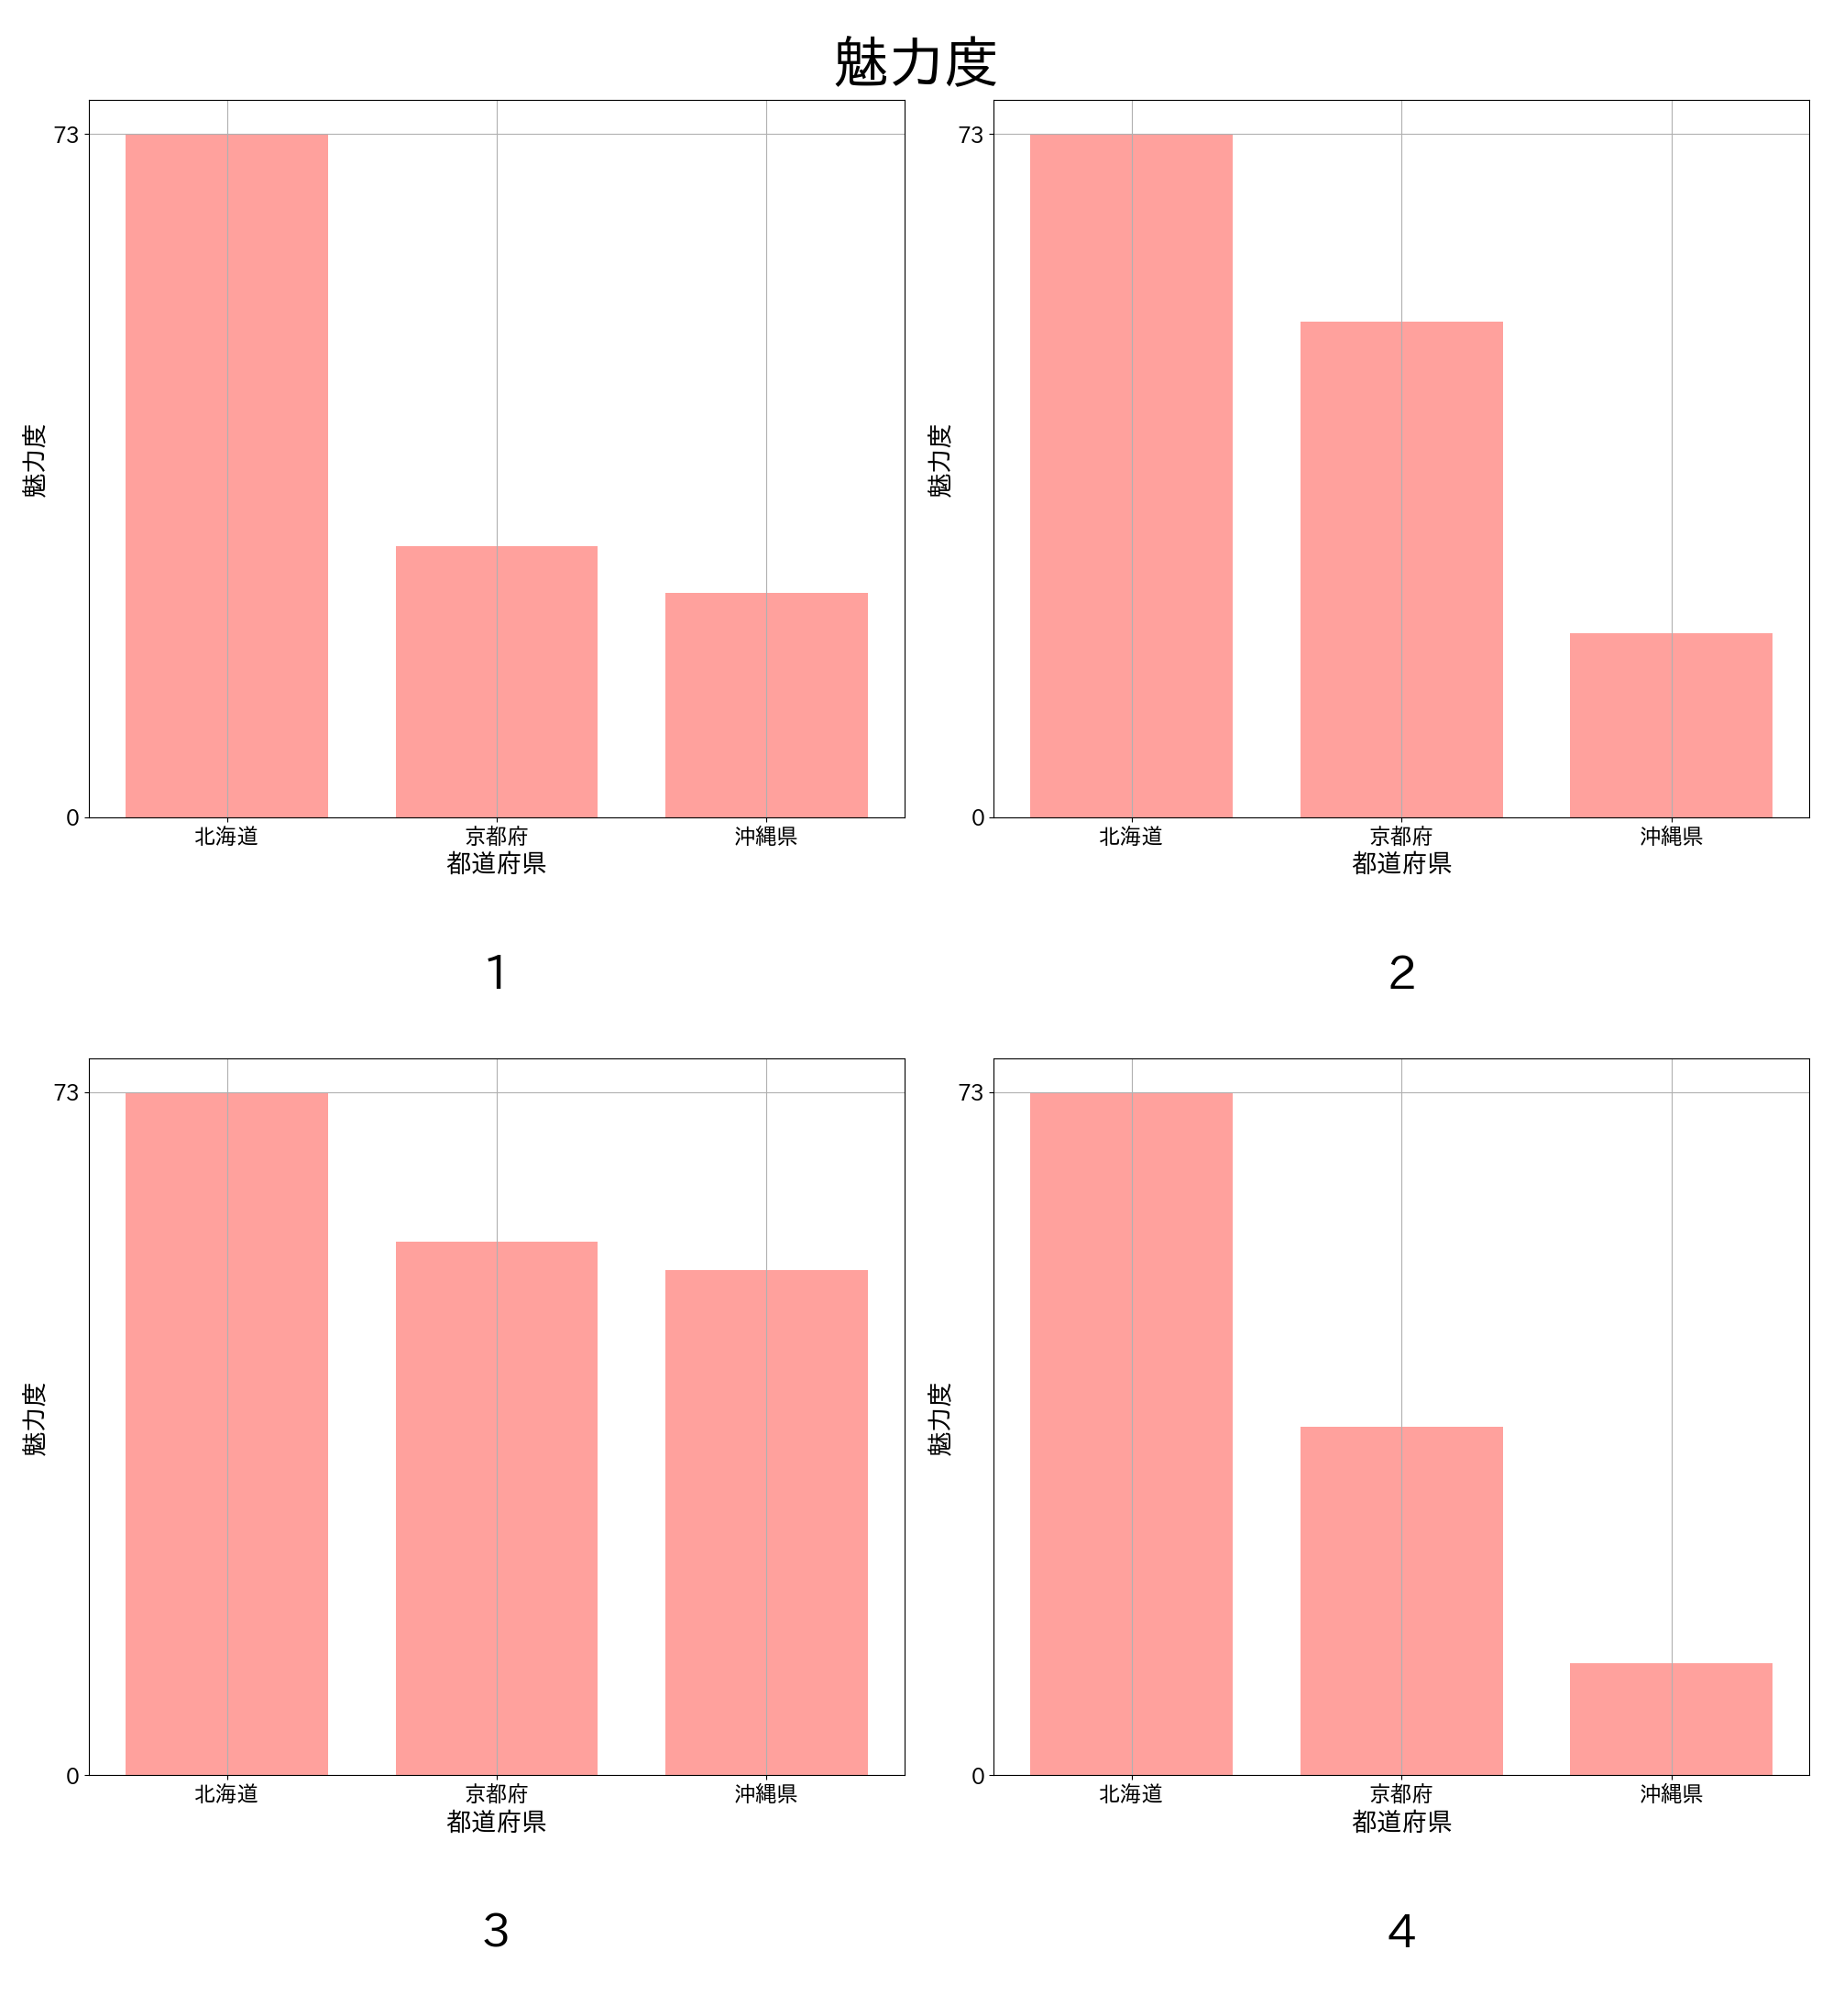 魅力度
73
魅力度
0
北海道 京都府 沖縄県
都道府県
1
73
魅力度
0
北海道 京都府 沖縄県
都道府県
2
73
魅力度
0
北海道 京都府 沖縄県
都道府県
3
73
魅力度
0
北海道 京都府 沖縄県
都道府県
4